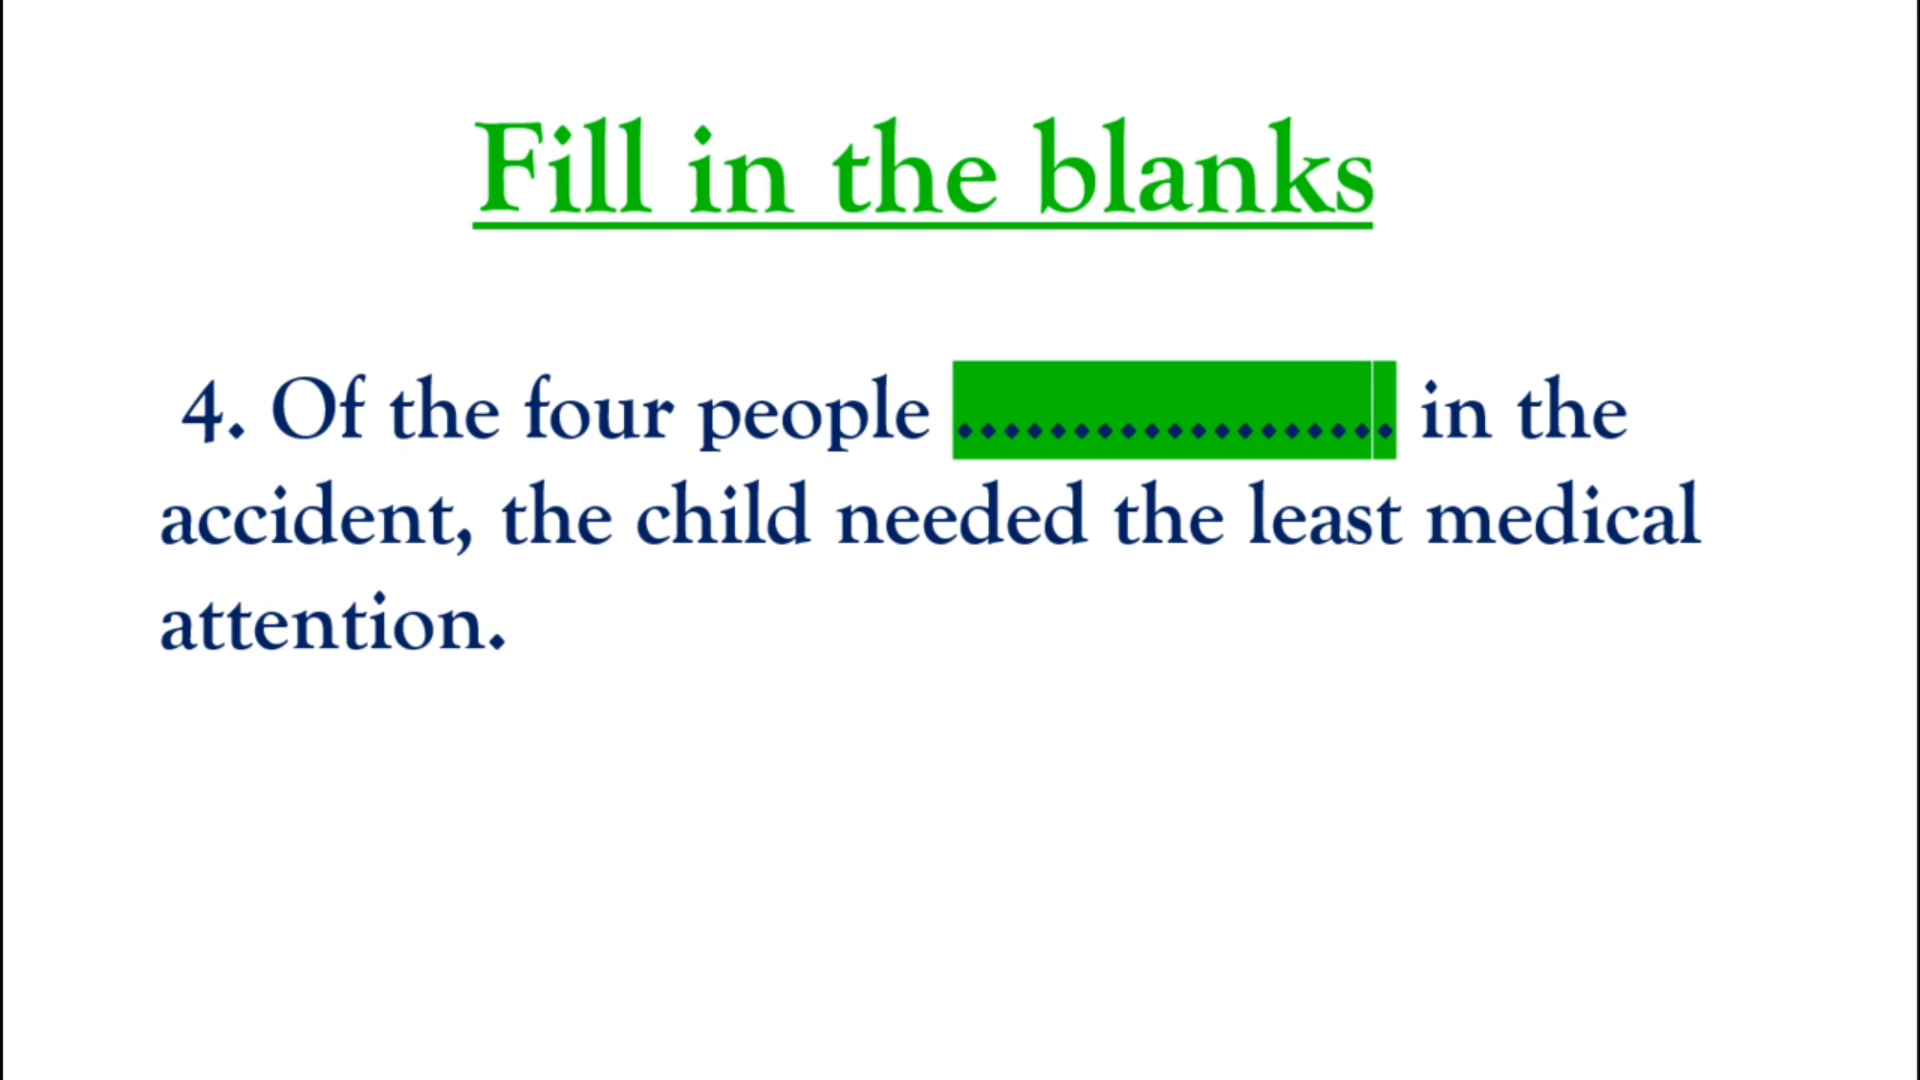 Fill in the blanks
4. Of the four people ................... in the
accident, the child needed the least medical
attention.